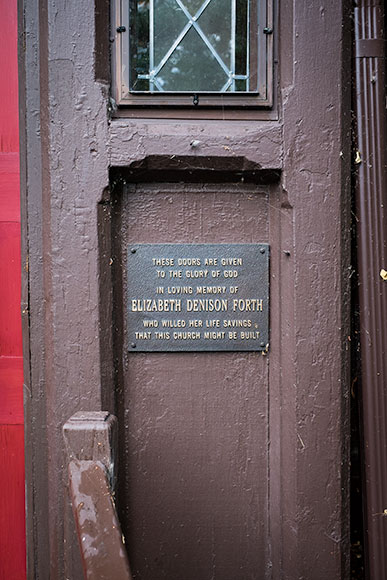 THESE DOORS ARE GIVEN
TO THE GLORY OF GOD
IN LOVING MEMORY OF
ELIZABETH DENISON FORTH
WHO WILLED HER LIFE SAVINGS
THAT THIS CHURCH MIGHT BE BUILT